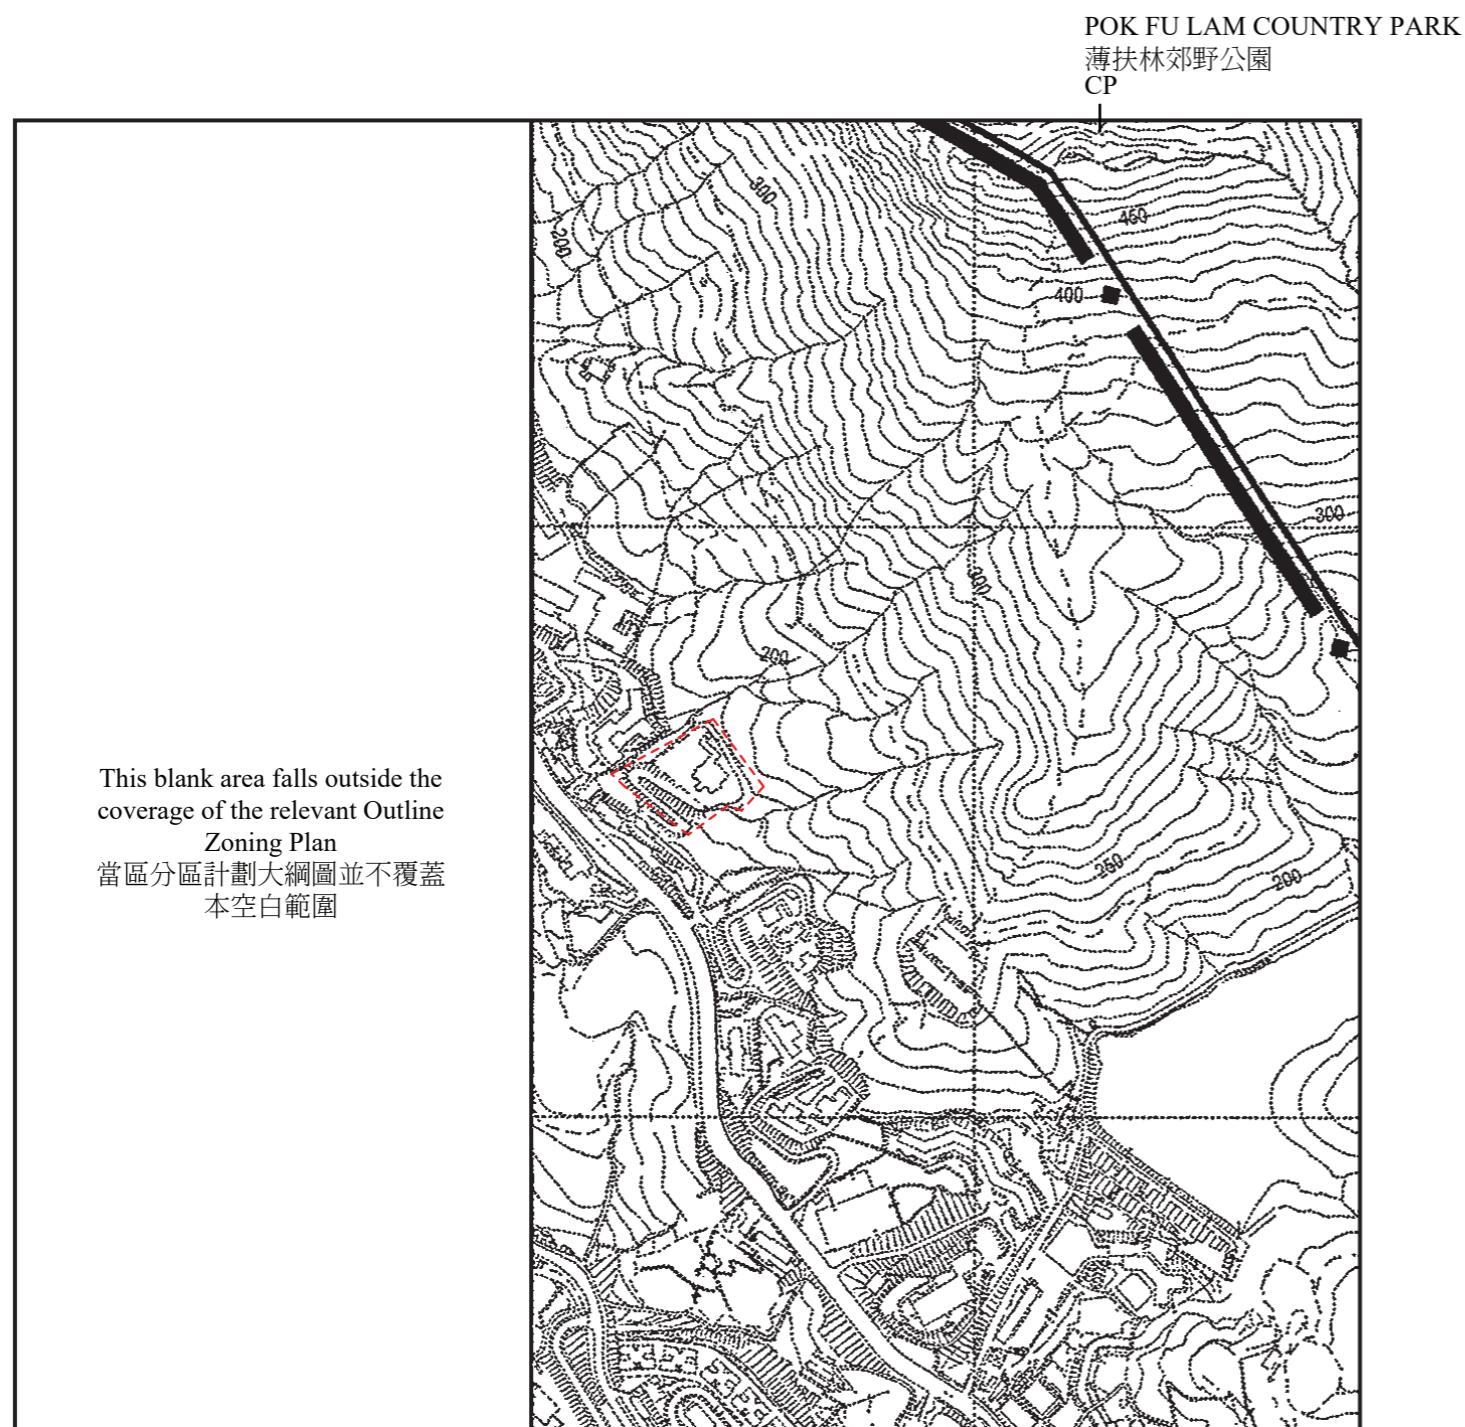 POK FU LAM COUNTRY PARK
薄扶林郊野公園
CP
300
200
450
400
300
300
200
This blank area falls outside the
coverage of the relevant Outline
Zoning Plan
當區分區計劃大綱圖並不覆蓋
本空白範圍
250
200